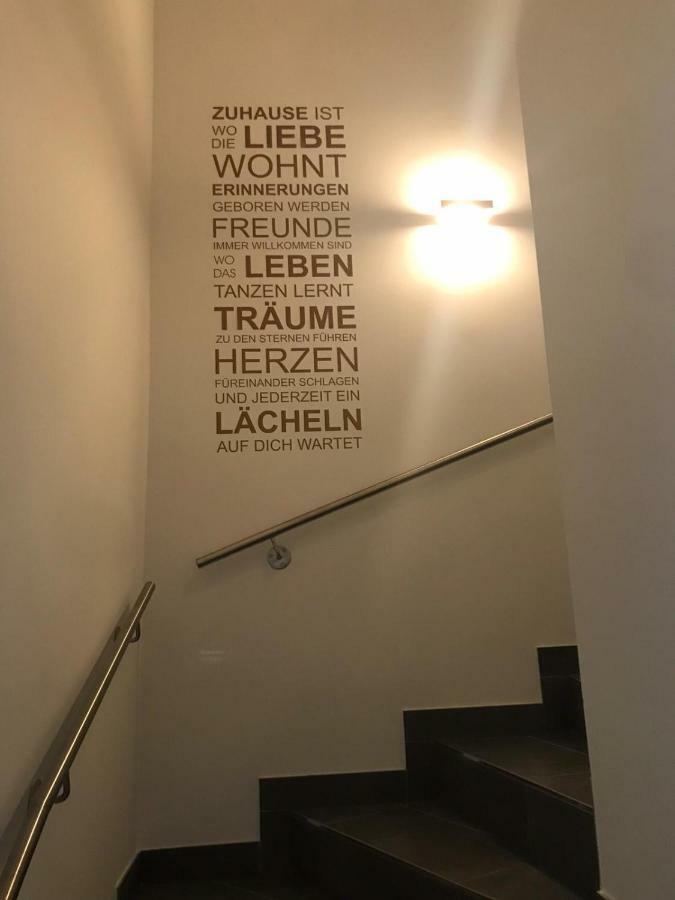 ZUHAUSE IST
WO
DIE LIEBE
WOHNT
ERINNERUNGEN
GEBOREN WERDEN
FREUNDE
IMMER WILLKOMMEN SIND
WO
DAS LEBEN
TANZEN LERNT
TRÄUME
ZU DEN STERNEN FÜHREN
HERZEN
FÜREINANDER SCHLAGEN
UND JEDERZEIT EIN
LÄCHELN
AUF DICH WARTET